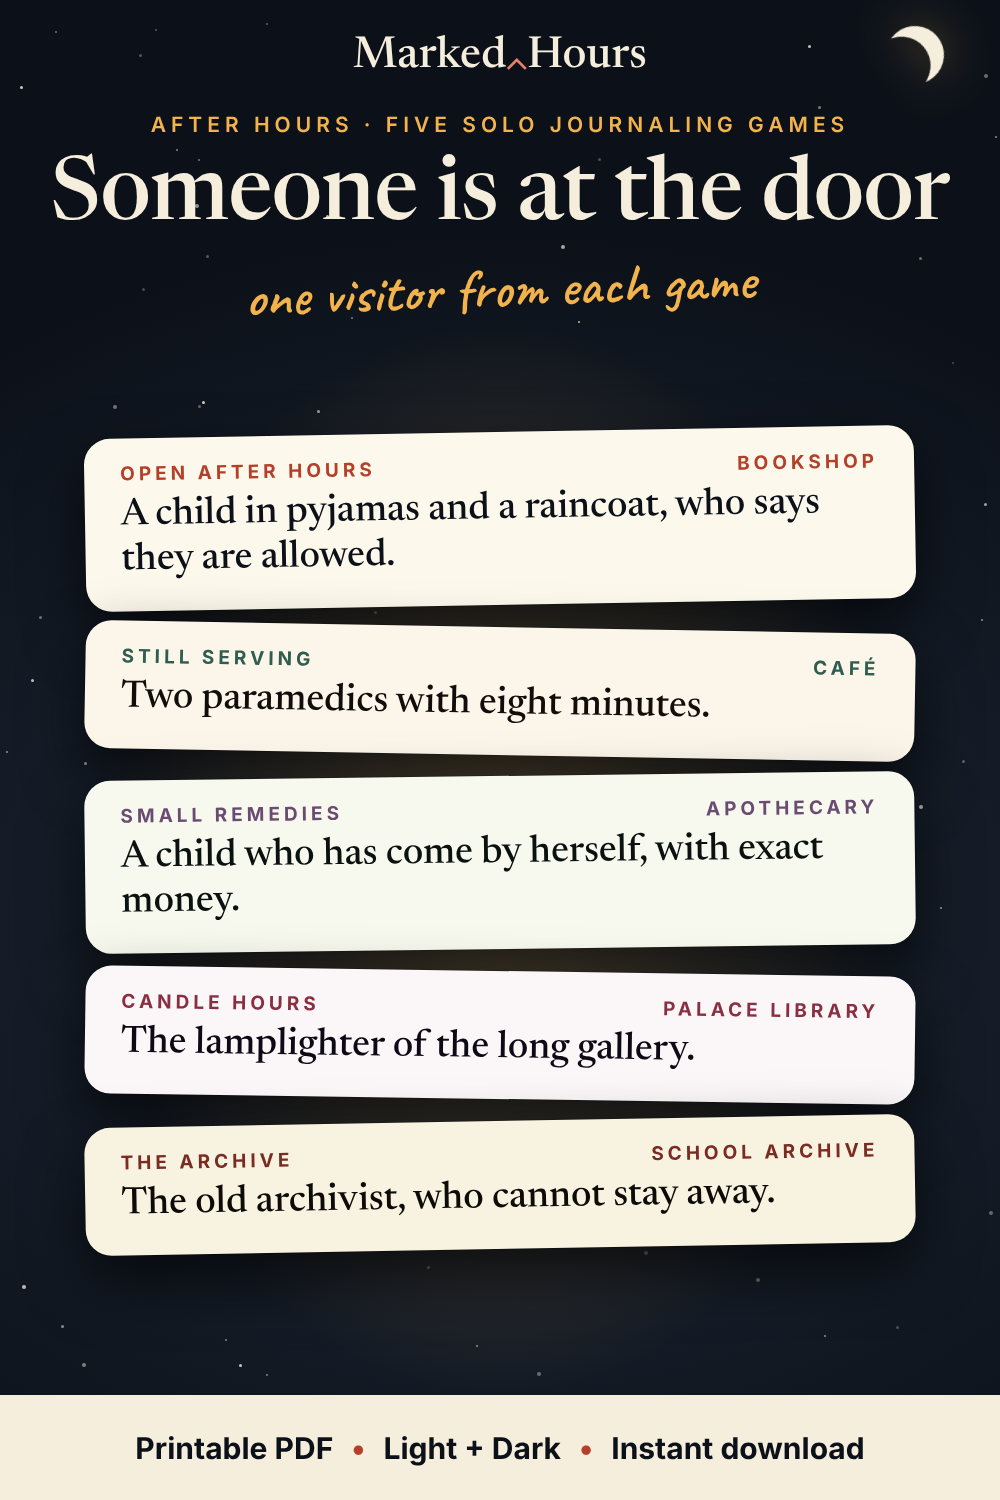 Marked‸Hours
AFTER HOURS · FIVE SOLO JOURNALING GAMES
Someone is at the door
one visitor from each game
OPEN AFTER HOURS
BOOKSHOP
A child in pyjamas and a raincoat, who says
they are allowed.
STILL SERVING
CAFÉ
Two paramedics with eight minutes.
SMALL REMEDIES
APOTHECARY
A child who has come by herself, with exact
money.
CANDLE HOURS
PALACE LIBRARY
The lamplighter of the long gallery.
THE ARCHIVE
SCHOOL ARCHIVE
The old archivist, who cannot stay away.
Printable PDF • Light + Dark • Instant download